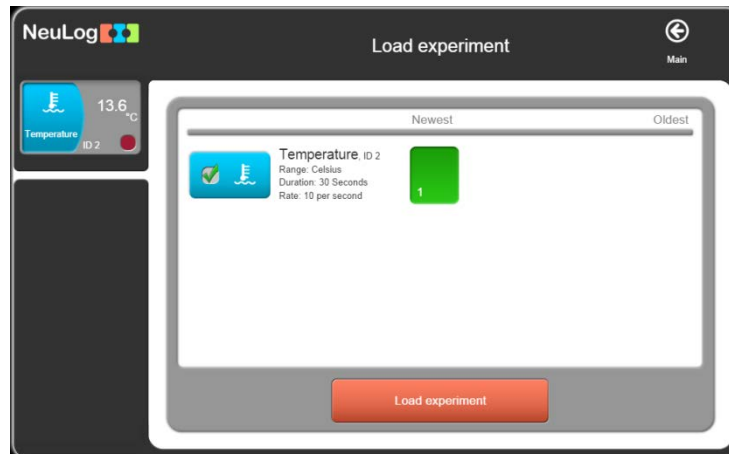 NeuLog
Load experiment
Main
13.6 °C
Temperature
ID 2
Newest
Oldest
Temperature, ID 2
Range: Celsius
Duration: 30 Seconds
Rate: 10 per second
1
Load experiment